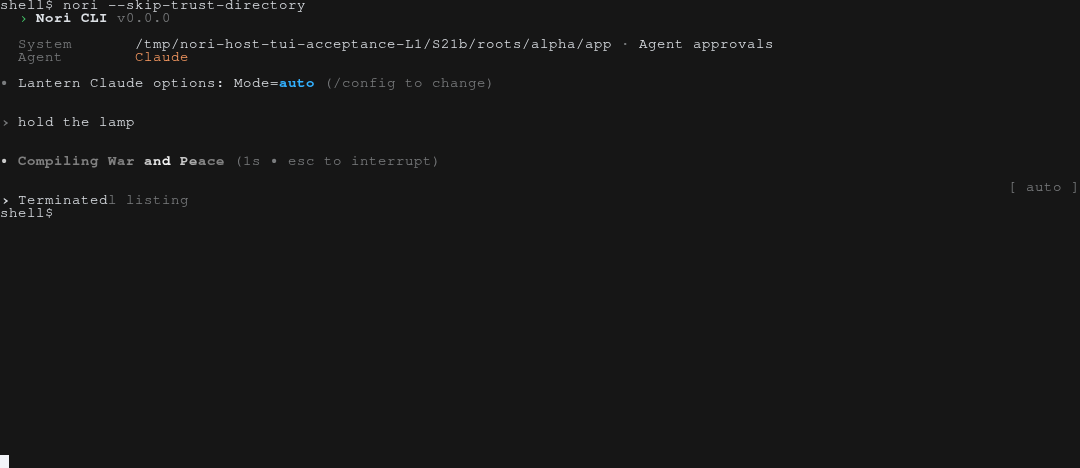 shell$ nori --skip-trust-directory
› Nori CLI v0.0.0
System /tmp/nori-host-tui-acceptance-L1/S21b/roots/alpha/app · Agent approvals
Agent Claude
• Lantern Claude options: Mode=auto (/config to change)
› hold the lamp
• Compiling War and Peace (1s • esc to interrupt)
[ auto ]
› Terminatedl listing
shell$